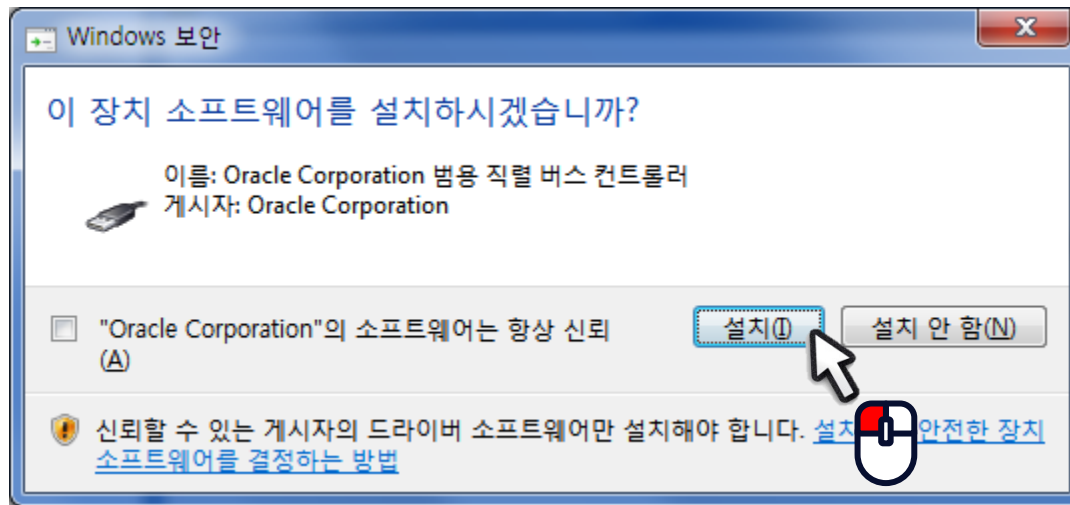 Windows 보안
이 장치 소프트웨어를 설치하시겠습니까?
이름: Oracle Corporation 범용 직렬 버스 컨트롤러
게시자: Oracle Corporation
"Oracle Corporation"의 소프트웨어는 항상 신뢰
(A)
설치(I)
설치 안 함(N)
신뢰할 수 있는 게시자의 드라이버 소프트웨어만 설치해야 합니다. 설치 안전한 장치
소프트웨어를 결정하는 방법